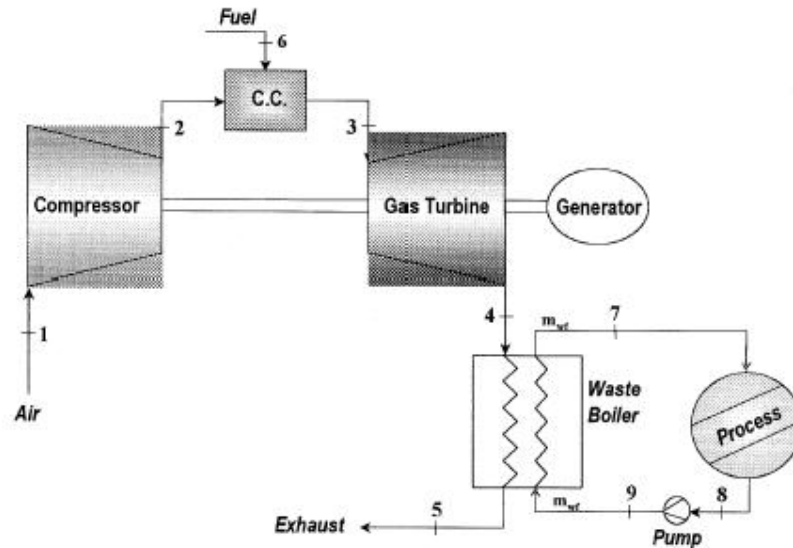 Fuel
6
C.C.
2
3
Compressor
Gas Turbine
Generator
1
4
m_wf
7
Air
Waste
Boiler
Process
5
m_wf
9
8
Exhaust
Pump